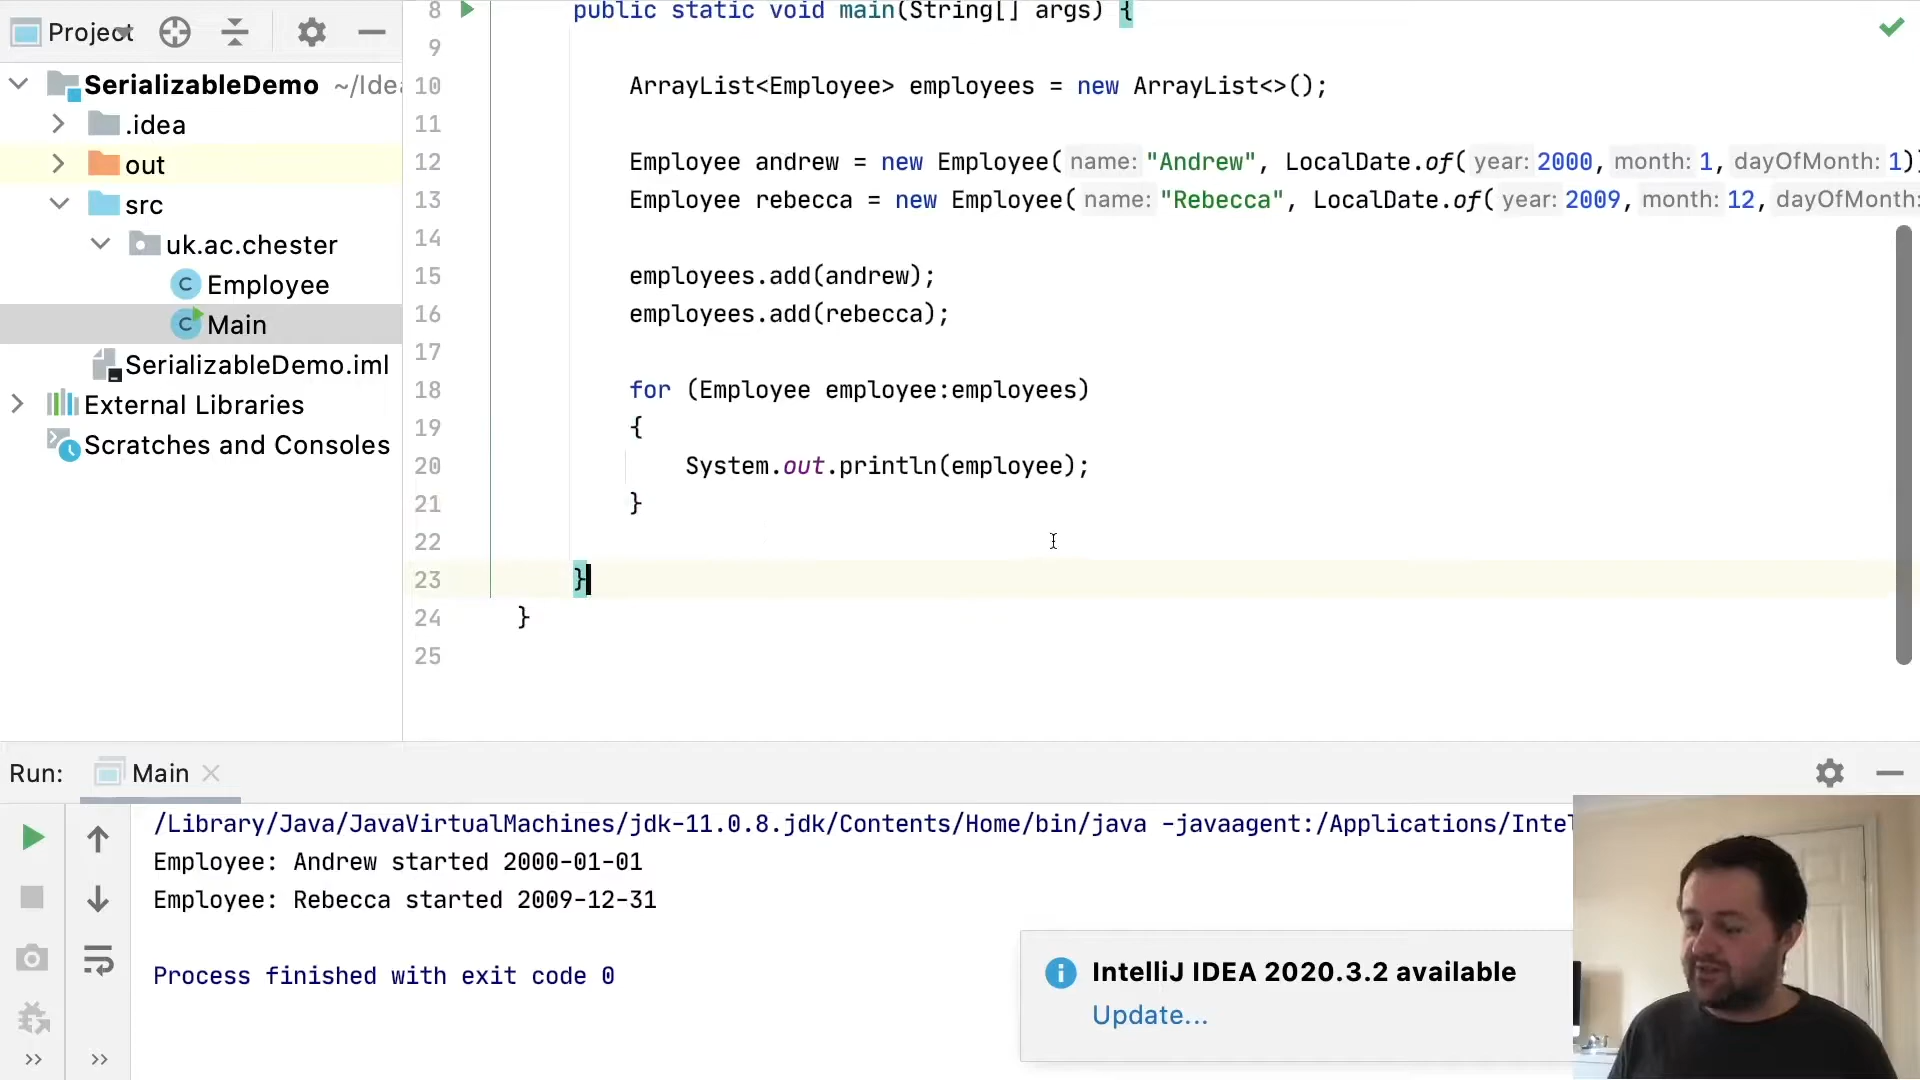 Project
SerializableDemo ~/Idea
.idea
out
src
uk.ac.chester
C Employee
C Main
SerializableDemo.iml
External Libraries
Scratches and Consoles
8 public static void main(String[] args) {
9
10 ArrayList<Employee> employees = new ArrayList<>();
11
12 Employee andrew = new Employee( name: "Andrew", LocalDate.of( year: 2000, month: 1, dayOfMonth: 1))
13 Employee rebecca = new Employee( name: "Rebecca", LocalDate.of( year: 2009, month: 12, dayOfMonth:
14
15 employees.add(andrew);
16 employees.add(rebecca);
17
18 for (Employee employee:employees)
19 {
20 System.out.println(employee);
21 }
22
23 }
24 }
25
Run: Main
/Library/Java/JavaVirtualMachines/jdk-11.0.8.jdk/Contents/Home/bin/java -javaagent:/Applications/Intel
Employee: Andrew started 2000-01-01
Employee: Rebecca started 2009-12-31
Process finished with exit code 0
IntelliJ IDEA 2020.3.2 available
Update...